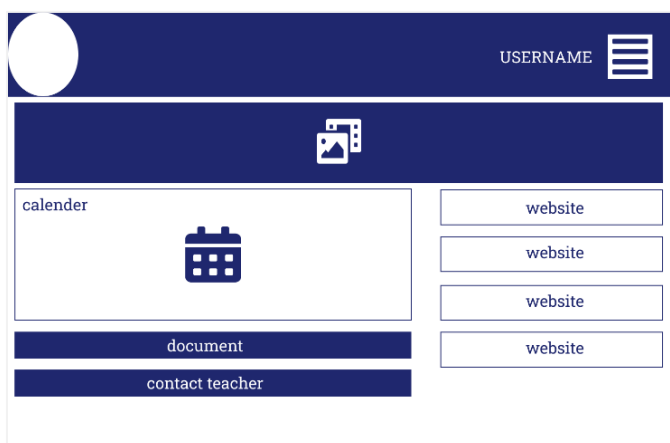 USERNAME
calender
document
contact teacher
website
website
website
website